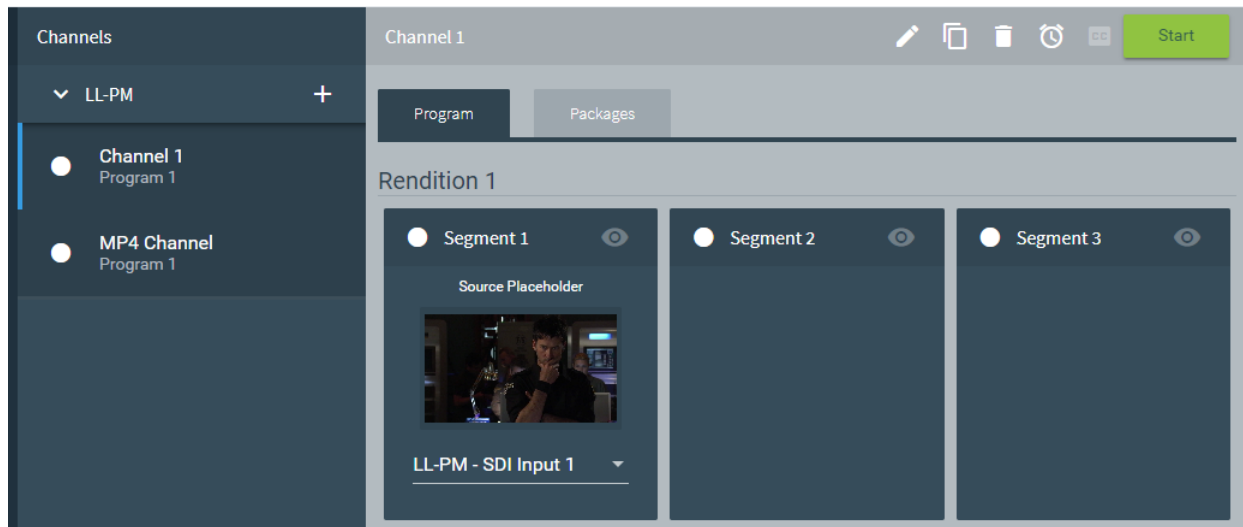 Channels
LL-PM
Channel 1
Program 1
MP4 Channel
Program 1
Channel 1
CC
Start
Program
Packages
Rendition 1
Segment 1
Segment 2
Segment 3
Source Placeholder
LL-PM - SDI Input 1